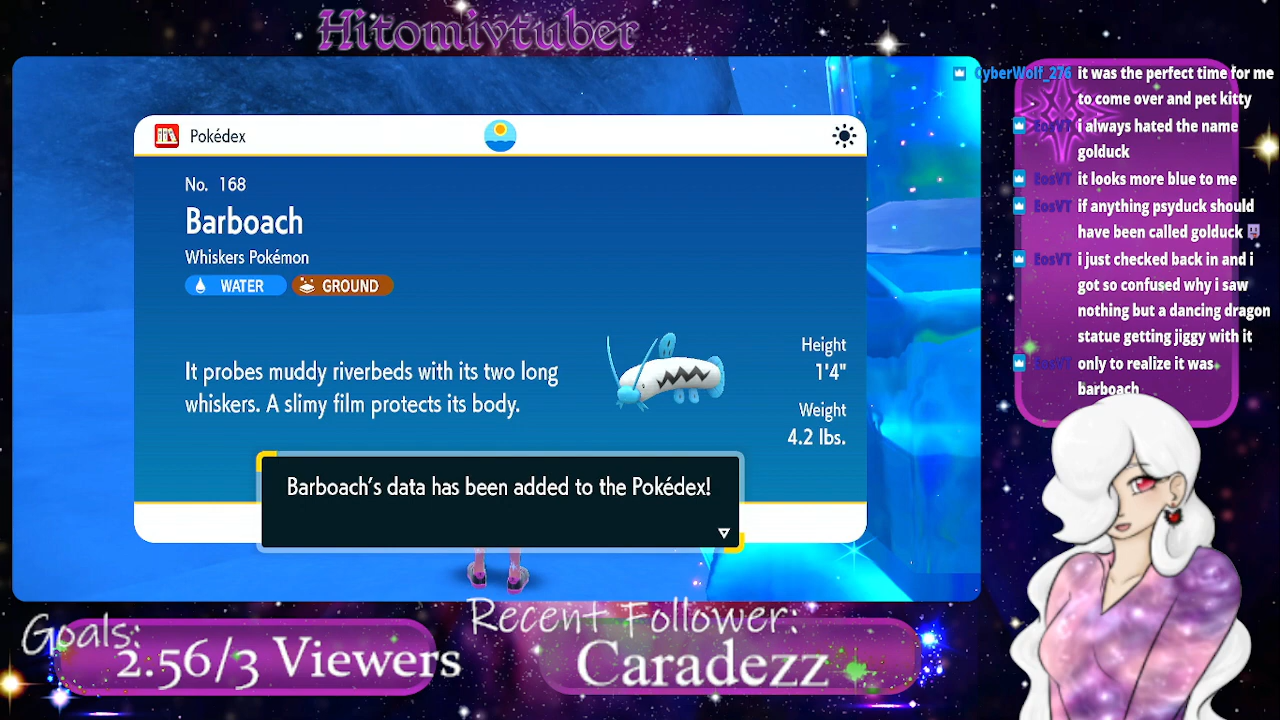 Hitomivtuber
Pokédex
No. 168
Barboach
Whiskers Pokémon
WATER GROUND
It probes muddy riverbeds with its two long
whiskers. A slimy film protects its body.
Height
1'4"
Weight
4.2 lbs.
Barboach's data has been added to the Pokédex!
CyberWolf_276 it was the perfect time for me
to come over and pet kitty
EosVT i always hated the name
golduck
EosVT it looks more blue to me
EosVT if anything psyduck should
have been called golduck
EosVT i just checked back in and i
got so confused why i saw
nothing but a dancing dragon
statue getting jiggy with it
EosVT only to realize it was
barboach
Goals:
2.56/3 Viewers
Recent Follower:
Caradezz